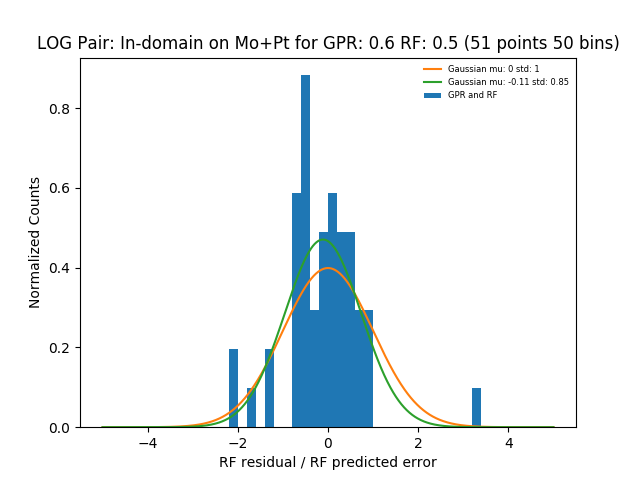 LOG Pair: In-domain on Mo+Pt for GPR: 0.6 RF: 0.5 (51 points 50 bins)
Gaussian mu: 0 std: 1
Gaussian mu: -0.11 std: 0.85
GPR and RF
Normalized Counts
0.8
0.6
0.4
0.2
0.0
−4 −2 0 2 4
RF residual / RF predicted error